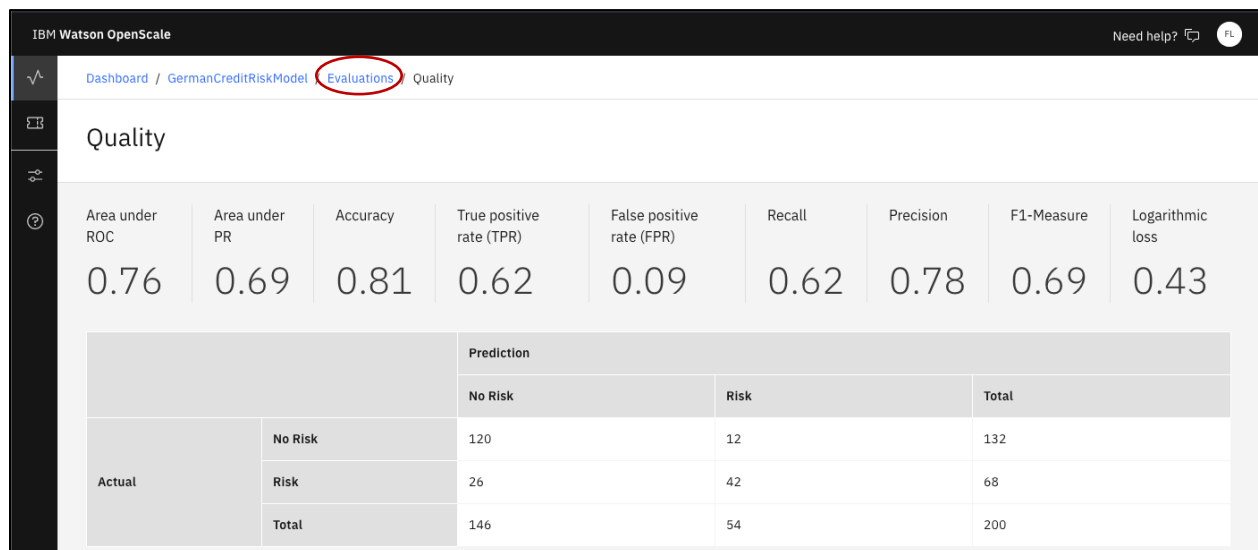 IBM Watson OpenScale
Need help?
FL
Dashboard / GermanCreditRiskModel / Evaluations / Quality
Quality
Area under ROC
0.76
Area under PR
0.69
Accuracy
0.81
True positive rate (TPR)
0.62
False positive rate (FPR)
0.09
Recall
0.62
Precision
0.78
F1-Measure
0.69
Logarithmic loss
0.43
Prediction
No Risk Risk Total
Actual
No Risk 120 12 132
Risk 26 42 68
Total 146 54 200